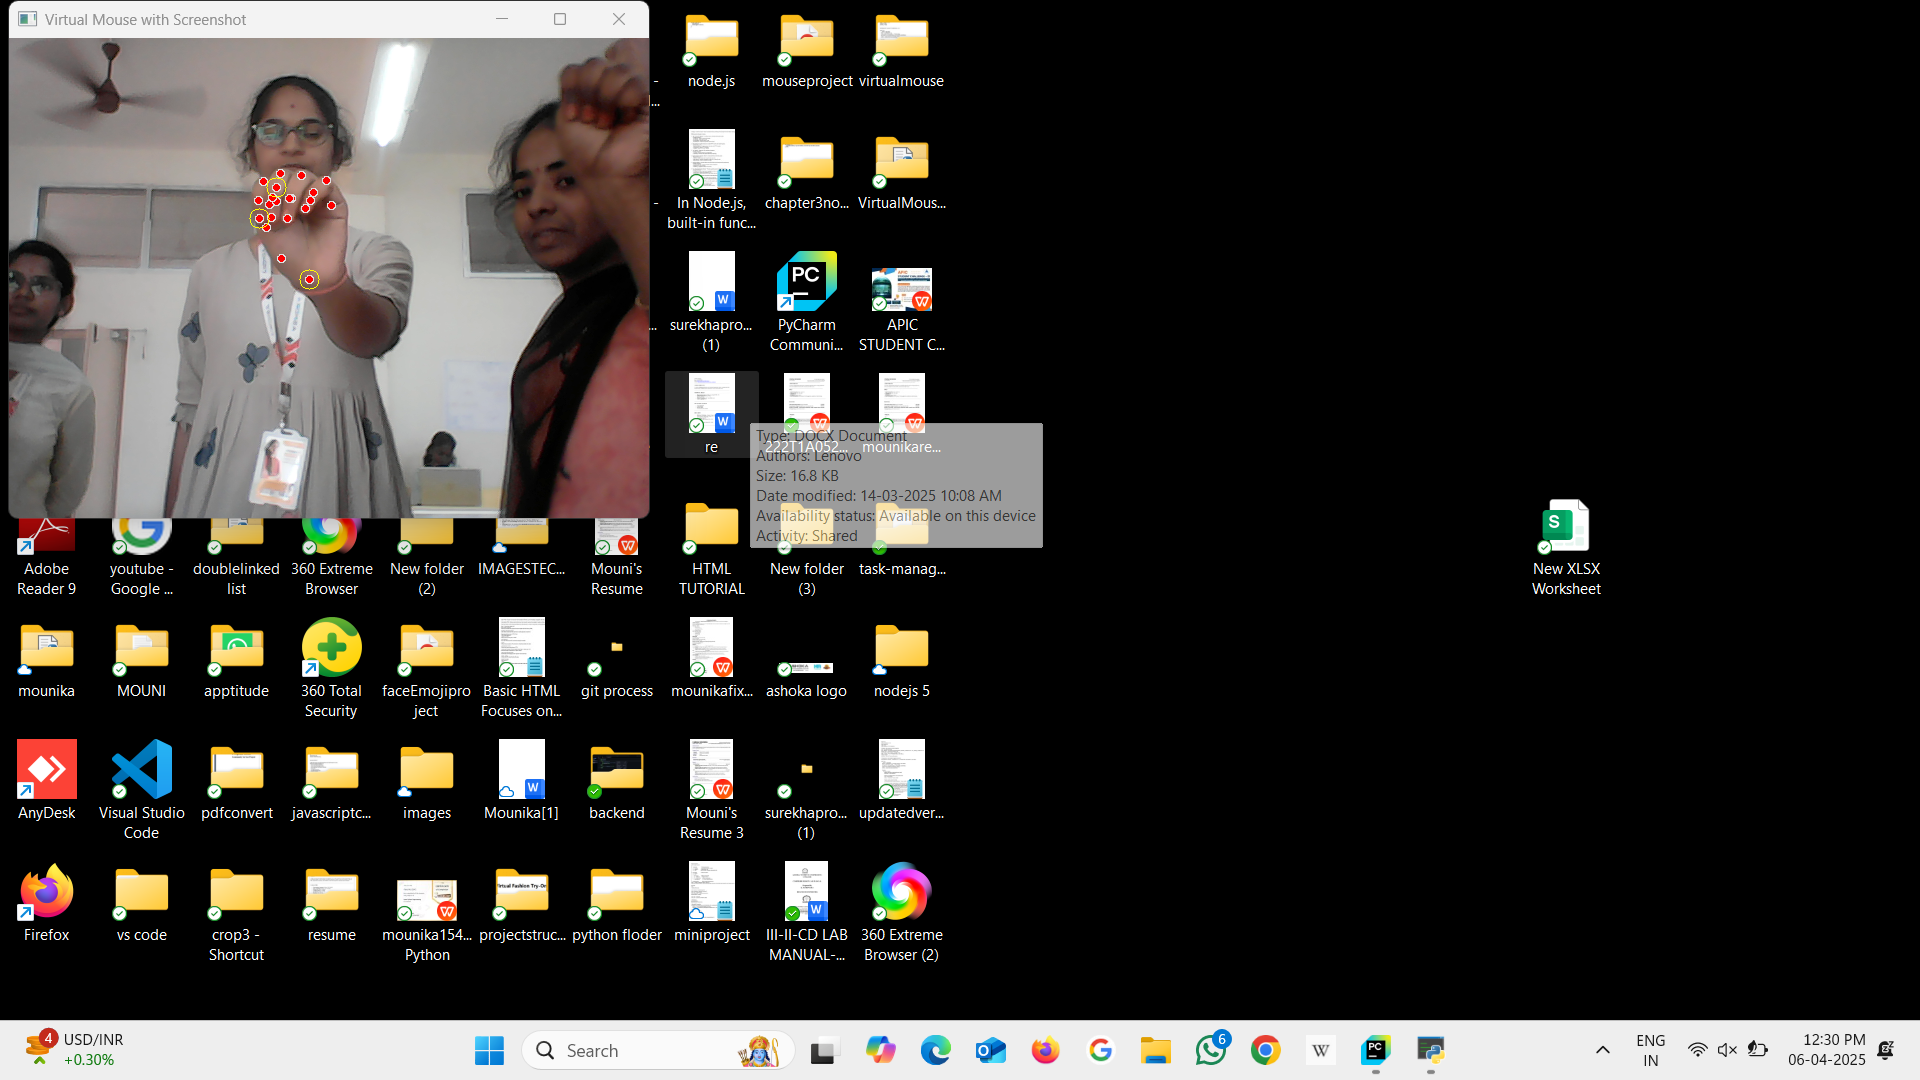 Virtual Mouse with Screenshot
node.js
mouseproject
virtualmouse
In Node.js,
built-in func...
chapter3no...
VirtualMous...
surekhapro...
(1)
PyCharm
Communi...
APIC
STUDENT C...
re
222T1A052...
mounikare...
Type: DOCX Document
Authors: Lenovo
Size: 16.8 KB
Date modified: 14-03-2025 10:08 AM
Availability status: Available on this device
Activity: Shared
Adobe
Reader 9
youtube -
Google ...
doublelinked
list
360 Extreme
Browser
New folder
(2)
IMAGESTEC...
Mouni's
Resume
HTML
TUTORIAL
New folder
(3)
task-manag...
New XLSX
Worksheet
mounika
MOUNI
apptitude
360 Total
Security
faceEmojipro
ject
Basic HTML
Focuses on...
git process
mounikafix...
ashoka logo
nodejs 5
AnyDesk
Visual Studio
Code
pdfconvert
javascriptc...
images
Mounika[1]
backend
Mouni's
Resume 3
surekhapro...
(1)
updatedver...
Firefox
vs code
crop3 -
Shortcut
resume
mounika154...
Python
projectstruc...
python floder
miniproject
III-II-CD LAB
MANUAL-...
360 Extreme
Browser (2)
4
USD/INR
+0.30%
Search
6
ENG
IN
12:30 PM
06-04-2025